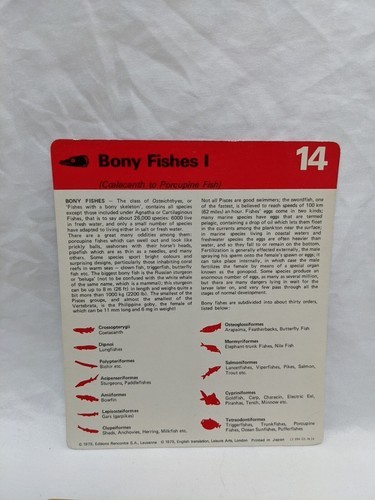 Bony Fishes I
14
(Coelacanth to Porcupine Fish)
BONY FISHES – The class of Osteichthyes, or
'Fishes with a bony skeleton', contains all species
except those included under Agnatha or Cartilaginous
Fishes, that is to say about 28,000 species: 6000 live
in fresh water, and only a small number of species
have adapted to living either in salt or fresh water.
There are a great many oddities among them:
porcupine fishes which can swell out and look like
prickly balls, seahorses with their horse's heads,
pipefish which are as thin as a needles, and many
others. Some species sport bright colours and
surprising designs, particularly those inhabiting coral
reefs in warm seas – clown fish, triggerfish, butterfly
fish etc. The biggest bony fish is the Russian sturgeon
or 'beluga' (not to be confused with the white whale
of the same name, which is a mammal); this sturgeon
can be up to 8 m (26 ft) in length and weighs quite a
bit more than 1000 kg (2200 lb). The smallest of the
Pisces groups, and almost the smallest of the
Vertebrata, is the Philippine goby, the female of
which can be 11 mm long and 6 mg in weight!
Not all Pisces are good swimmers; the swordfish, one
of the fastest, is believed to reach speeds of 100 km
(62 miles) an hour. Fishes' eggs come in two kinds;
many marine species have eggs that are termed
pelagic, containing a drop of oil which lets them float
in the currents among the plankton near the surface.
In marine species living in coastal waters and
freshwater species the eggs are often heavier than
water, and so they fall to or remain on the bottom.
Fertilization is generally effected externally, the male
spraying his sperm onto the female's spawn or eggs; it
can take place internally, in which case the male
fertilizes the female by means of a special organ
known as the gonopod. Some species produce an
enormous number of eggs, as many as several million,
but there are many dangers lying in wait for the
larvae later on, and very few pass through all the
stages of normal development.
Bony fishes are subdivided into about thirty orders,
listed below:
Crossopterygii
Coelacanth
Dipnoi
Lungfishes
Polypteriformes
Bichir etc.
Acipenseriformes
Sturgeons, Paddlefishes
Amiiformes
Bowfin
Lepisosteiformes
Gars (garpikes)
Clupeiformes
Shads, Anchovies, Herring, Milkfish etc.
Osteoglossiformes
Arapaima, Featherbacks, Butterfly Fish
Mormyriformes
Elephant-trunk Fishes, Nile Fish
Salmoniformes
Lanternfishes, Viperfishes, Pike, Salmon,
Trout etc.
Cypriniformes
Goldfish, Carp, Characin, Electric Eel,
Piranhas, Tench, Minnow etc.
Tetraodontiformes
Triggerfishes, Trunkfishes, Porcupine
Fishes, Ocean Sunfishes, Pufferfishes
© 1975, Editions Rencontre S.A., Lausanne © 1975, English translation, Leisure Arts, London Printed in Japan